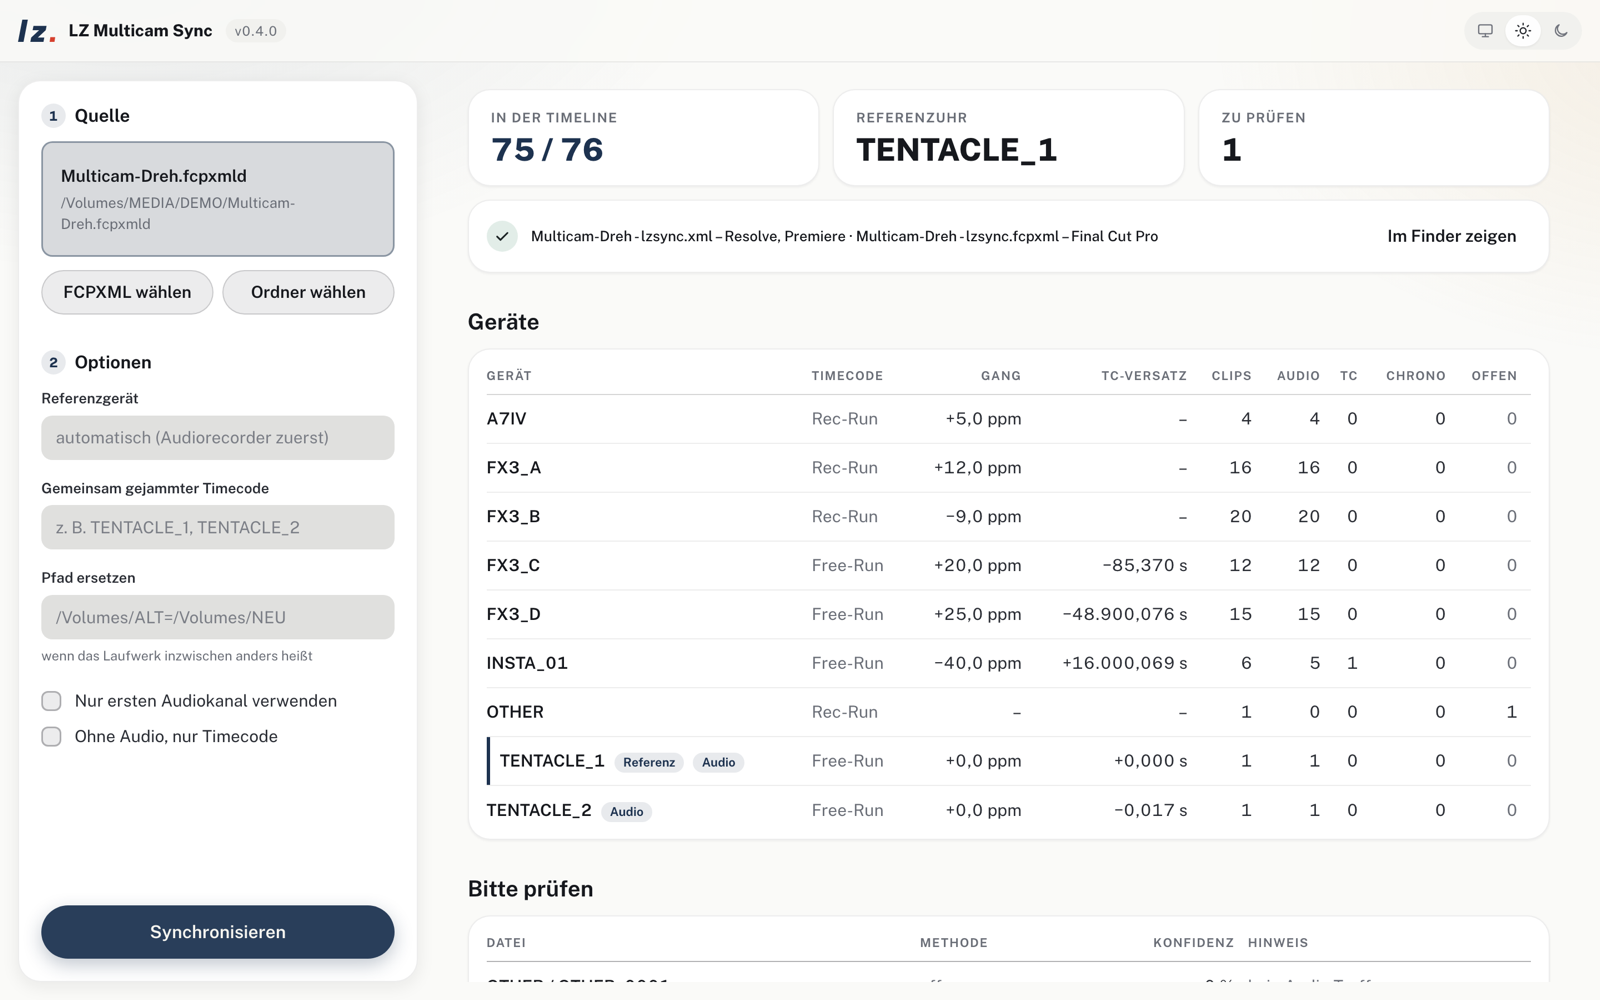 lz. LZ Multicam Sync v0.4.0
1 Quelle
Multicam-Dreh.fcpxmld
/Volumes/MEDIA/DEMO/Multicam-
Dreh.fcpxmld
FCPXML wählen Ordner wählen
2 Optionen
Referenzgerät
automatisch (Audiorecorder zuerst)
Gemeinsam gejammter Timecode
z. B. TENTACLE_1, TENTACLE_2
Pfad ersetzen
/Volumes/ALT=/Volumes/NEU
wenn das Laufwerk inzwischen anders heißt
Nur ersten Audiokanal verwenden
Ohne Audio, nur Timecode
Synchronisieren
IN DER TIMELINE
75 / 76
REFERENZUHR
TENTACLE_1
ZU PRÜFEN
1
Multicam-Dreh - lzsync.xml – Resolve, Premiere · Multicam-Dreh - lzsync.fcpxml – Final Cut Pro Im Finder zeigen
Geräte
GERÄT TIMECODE GANG TC-VERSATZ CLIPS AUDIO TC CHRONO OFFEN
A7IV Rec-Run +5,0 ppm – 4 4 0 0 0
FX3_A Rec-Run +12,0 ppm – 16 16 0 0 0
FX3_B Rec-Run −9,0 ppm – 20 20 0 0 0
FX3_C Free-Run +20,0 ppm −85,370 s 12 12 0 0 0
FX3_D Free-Run +25,0 ppm −48.900,076 s 15 15 0 0 0
INSTA_01 Free-Run −40,0 ppm +16.000,069 s 6 5 1 0 0
OTHER Rec-Run – – 1 0 0 0 1
TENTACLE_1 Referenz Audio Free-Run +0,0 ppm +0,000 s 1 1 0 0 0
TENTACLE_2 Audio Free-Run +0,0 ppm −0,017 s 1 1 0 0 0
Bitte prüfen
DATEI METHODE KONFIDENZ HINWEIS